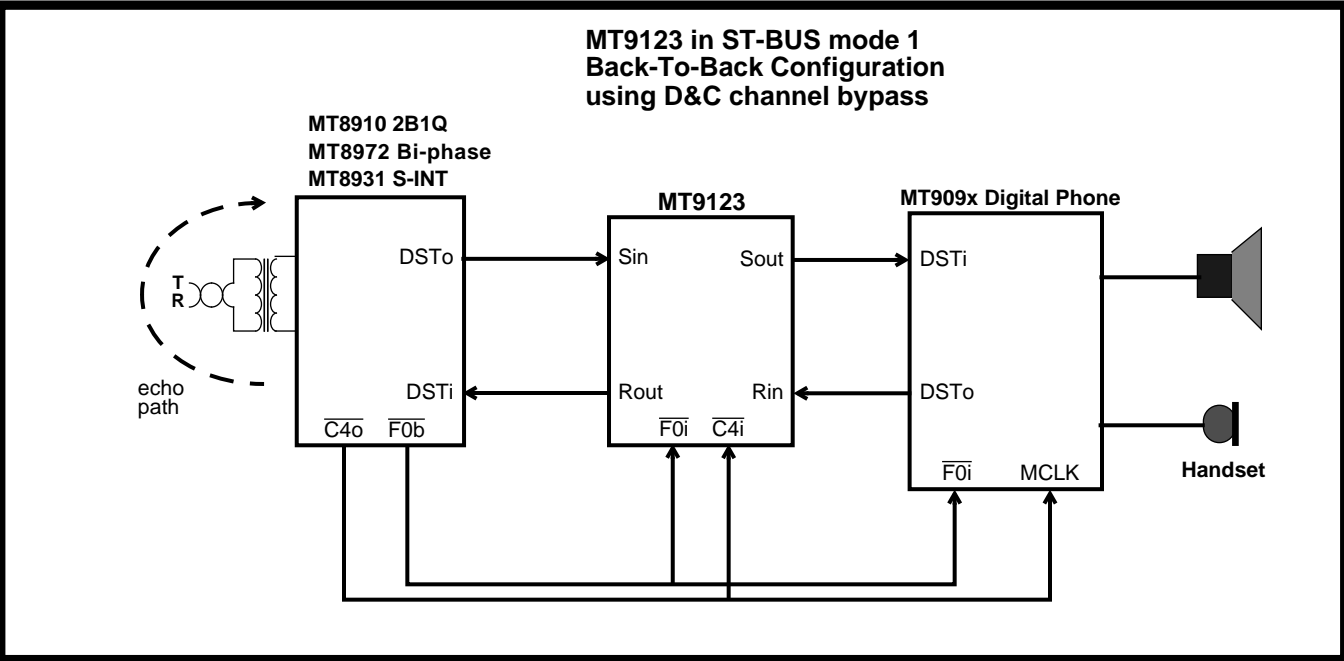 MT9123 in ST-BUS mode 1
Back-To-Back Configuration
using D&C channel bypass
MT8910 2B1Q
MT8972 Bi-phase
MT8931 S-INT
MT9123
MT909x Digital Phone
DSTo
Sin
Sout
DSTi
T
R
echo
path
DSTi
Rout
Rin
DSTo
C4o
F0b
F0i
C4i
F0i
MCLK
Handset